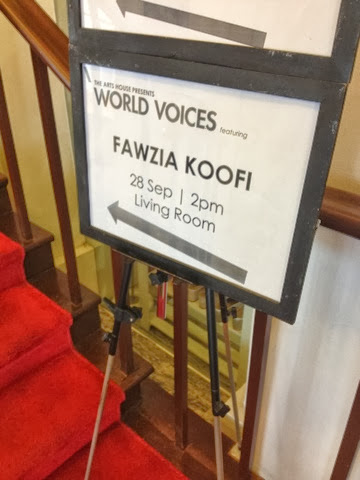 THE ARTS HOUSE PRESENTS
WORLD VOICES featuring
FAWZIA KOOFI
28 Sep | 2pm
Living Room